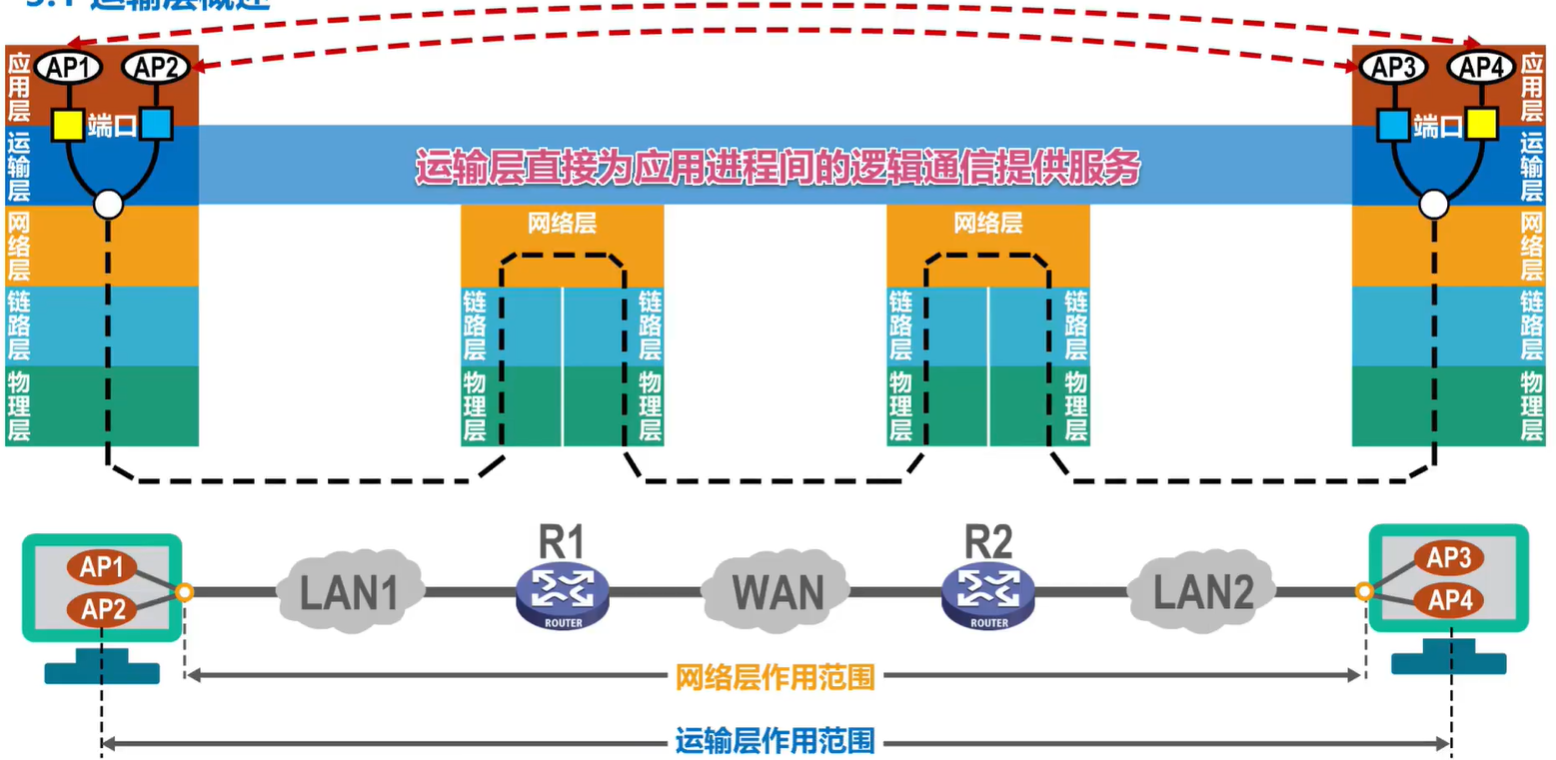 5.1 运输层概述
AP1
AP2
AP3
AP4
应用层
端口
端口
应用层
运输层
运输层直接为应用进程间的逻辑通信提供服务
运输层
网络层
网络层
网络层
网络层
链路层
链路层
链路层
链路层
链路层
链路层
物理层
物理层
物理层
物理层
物理层
物理层
R1
R2
AP1
AP2
LAN1
ROUTER
WAN
ROUTER
LAN2
AP3
AP4
网络层作用范围
运输层作用范围